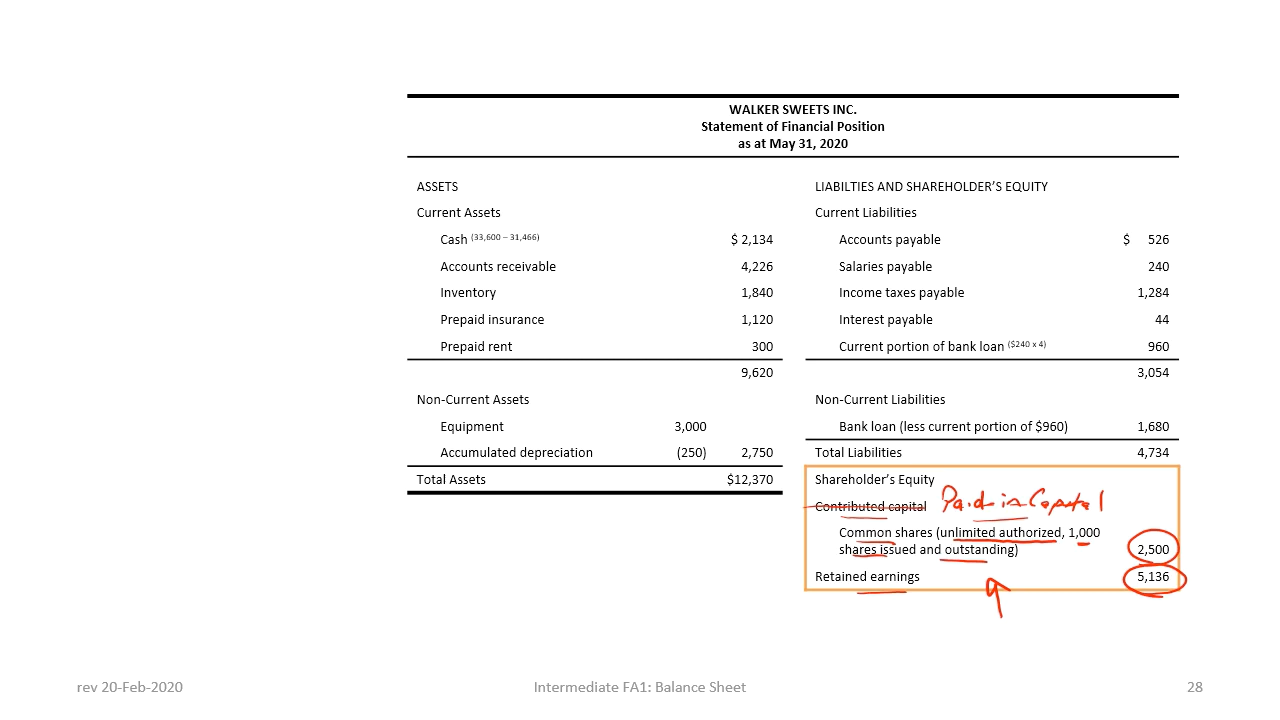 WALKER SWEETS INC.
Statement of Financial Position
as at May 31, 2020
ASSETS
Current Assets
Cash (33,600 – 31,466) $ 2,134
Accounts receivable 4,226
Inventory 1,840
Prepaid insurance 1,120
Prepaid rent 300
9,620
Non-Current Assets
Equipment 3,000
Accumulated depreciation (250) 2,750
Total Assets $12,370
LIABILTIES AND SHAREHOLDER’S EQUITY
Current Liabilities
Accounts payable $ 526
Salaries payable 240
Income taxes payable 1,284
Interest payable 44
Current portion of bank loan ($240 x 4) 960
3,054
Non-Current Liabilities
Bank loan (less current portion of $960) 1,680
Total Liabilities 4,734
Shareholder’s Equity
Contributed capital Paid in Capital
Common shares (unlimited authorized, 1,000
shares issued and outstanding) 2,500
Retained earnings 5,136
rev 20-Feb-2020 Intermediate FA1: Balance Sheet 28